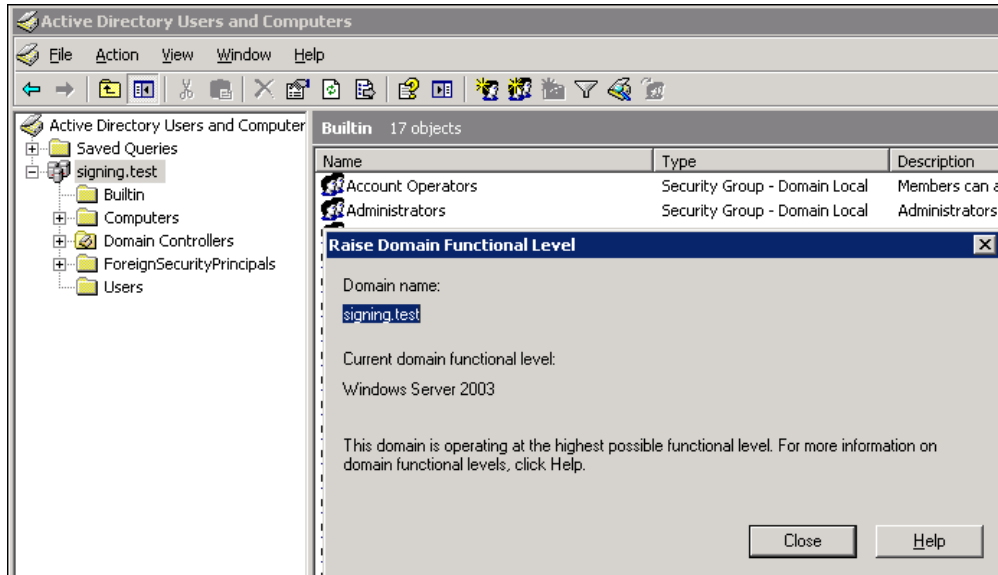 Active Directory Users and Computers
File Action View Window Help
Active Directory Users and Computer
Saved Queries
signing.test
Builtin
Computers
Domain Controllers
ForeignSecurityPrincipals
Users
Builtin 17 objects
Name Type Description
Account Operators Security Group - Domain Local Members can a
Administrators Security Group - Domain Local Administrators
Raise Domain Functional Level
Domain name:
signing.test
Current domain functional level:
Windows Server 2003
This domain is operating at the highest possible functional level. For more information on
domain functional levels, click Help.
Close Help